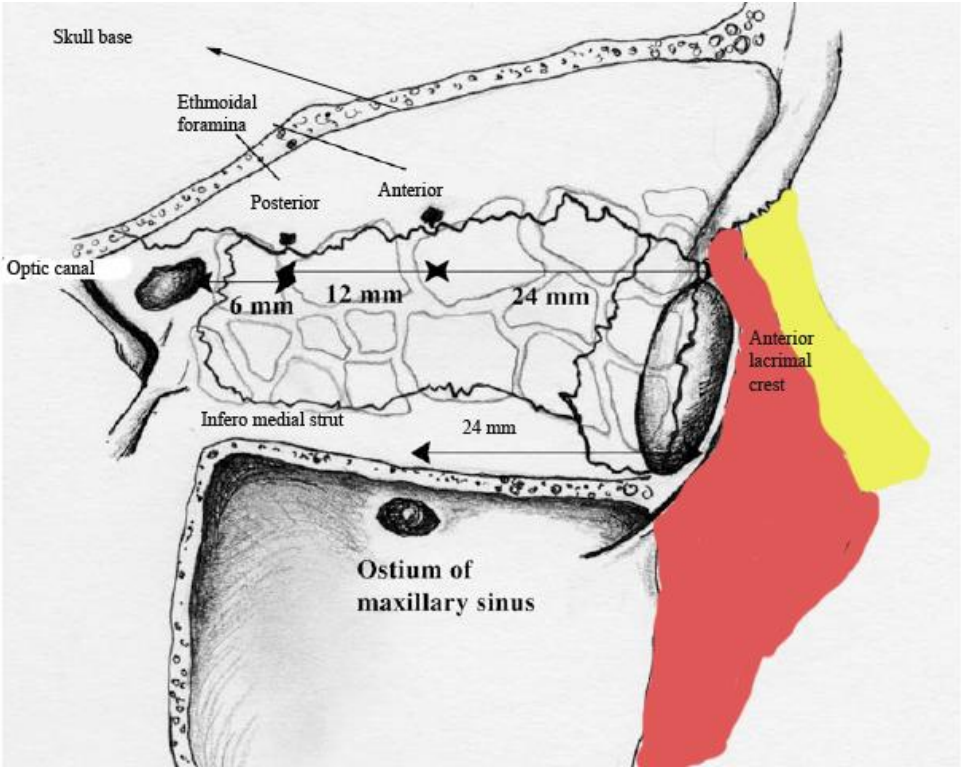 Skull base
Ethmoidal
foramina
Posterior
Anterior
Optic canal
6 mm
12 mm
24 mm
Anterior
lacrimal
crest
Infero medial strut
24 mm
Ostium of
maxillary sinus